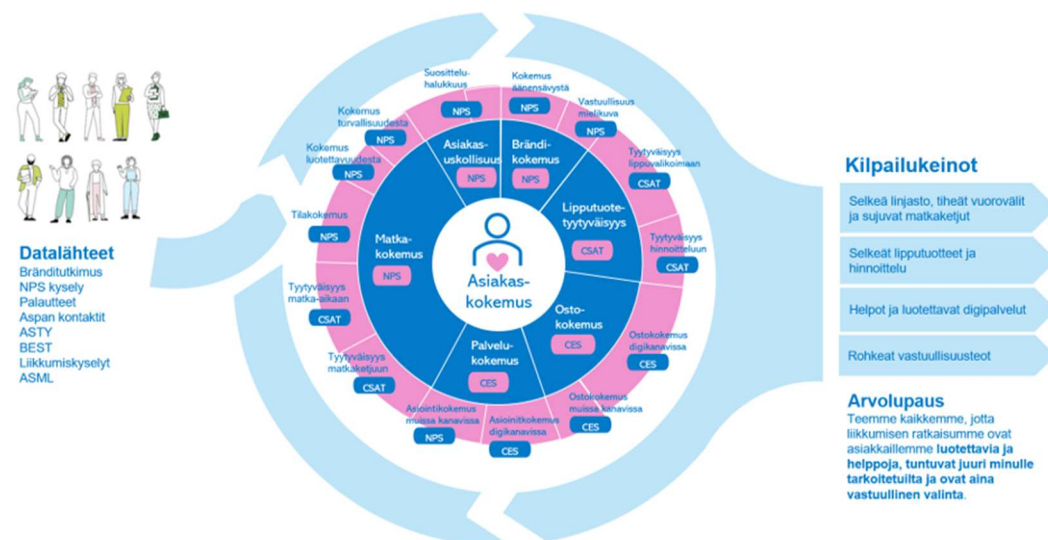 Datalähteet
Bränditutkimus
NPS kysely
Palautteet
Aspan kontaktit
ASTY
BEST
Liikkumiskyselyt
ASML
Asiakas-
kokemus
Asiakas-
uskollisuus
NPS
Brändi-
kokemus
NPS
Lipputuote-
tyytyväisyys
CSAT
Osto-
kokemus
CES
Palvelu-
kokemus
CES
Matka-
kokemus
NPS
Suosittelu-
halukkuus
NPS
Kokemus
äänensävystä
NPS
Vastuullisuus
mielikuva
NPS
Tyytyväisyys
lippuvalikoimaan
CSAT
Tyytyväisyys
hinnoitteluun
CSAT
Ostokokemus
digikanavissa
CES
Ostokokemus
muissa kanavissa
CES
Asiointikokemus
digikanavissa
CES
Asiointikokemus
muissa kanavissa
NPS
Tyytyväisyys
matkaketjuun
CSAT
Tyytyväisyys
matka-aikaan
CSAT
Tilakokemus
NPS
Kokemus
luotettavuudesta
NPS
Kokemus
turvallisuudesta
NPS
Kilpailukeinot
Selkeä linjasto, tiheät vuorovälit
ja sujuvat matkaketjut
Selkeät lipputuotteet ja
hinnoittelu
Helpot ja luotettavat digipalvelut
Rohkeat vastuullisuusteot
Arvolupaus
Teemme kaikkemme, jotta
liikkumisen ratkaisumme ovat
asiakkaillemme luotettavia ja
helppoja, tuntuvat juuri minulle
tarkoitetuilta ja ovat aina
vastuullinen valinta.